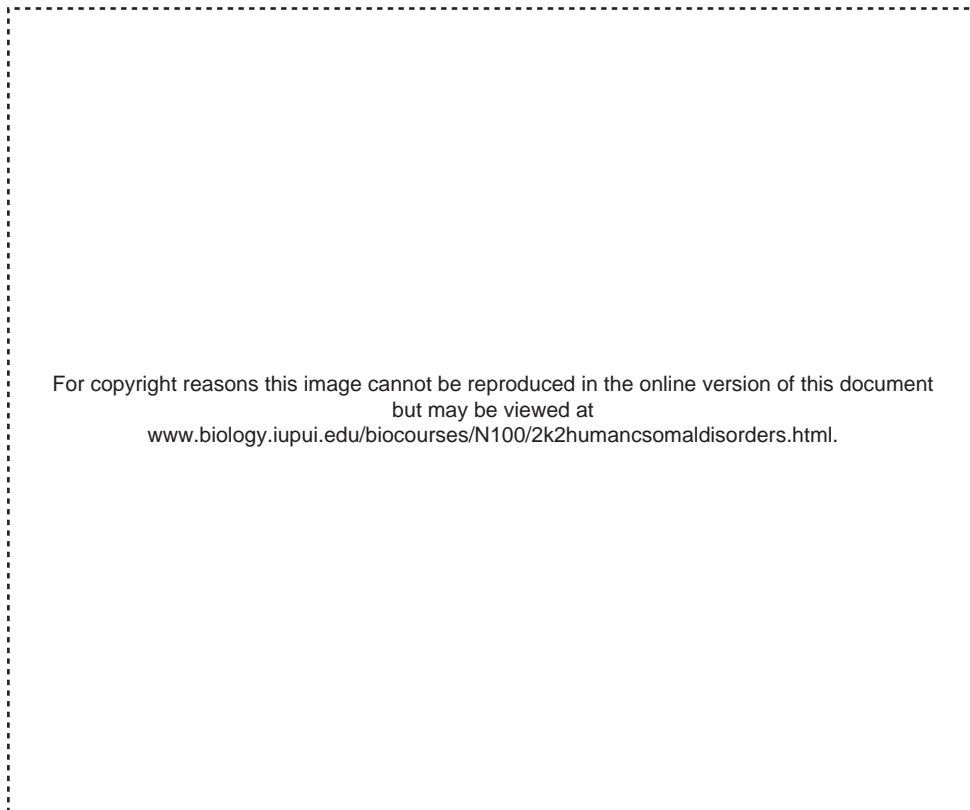 For copyright reasons this image cannot be reproduced in the online version of this document
but may be viewed at
www.biology.iupui.edu/biocourses/N100/2k2humancsomaldisorders.html.